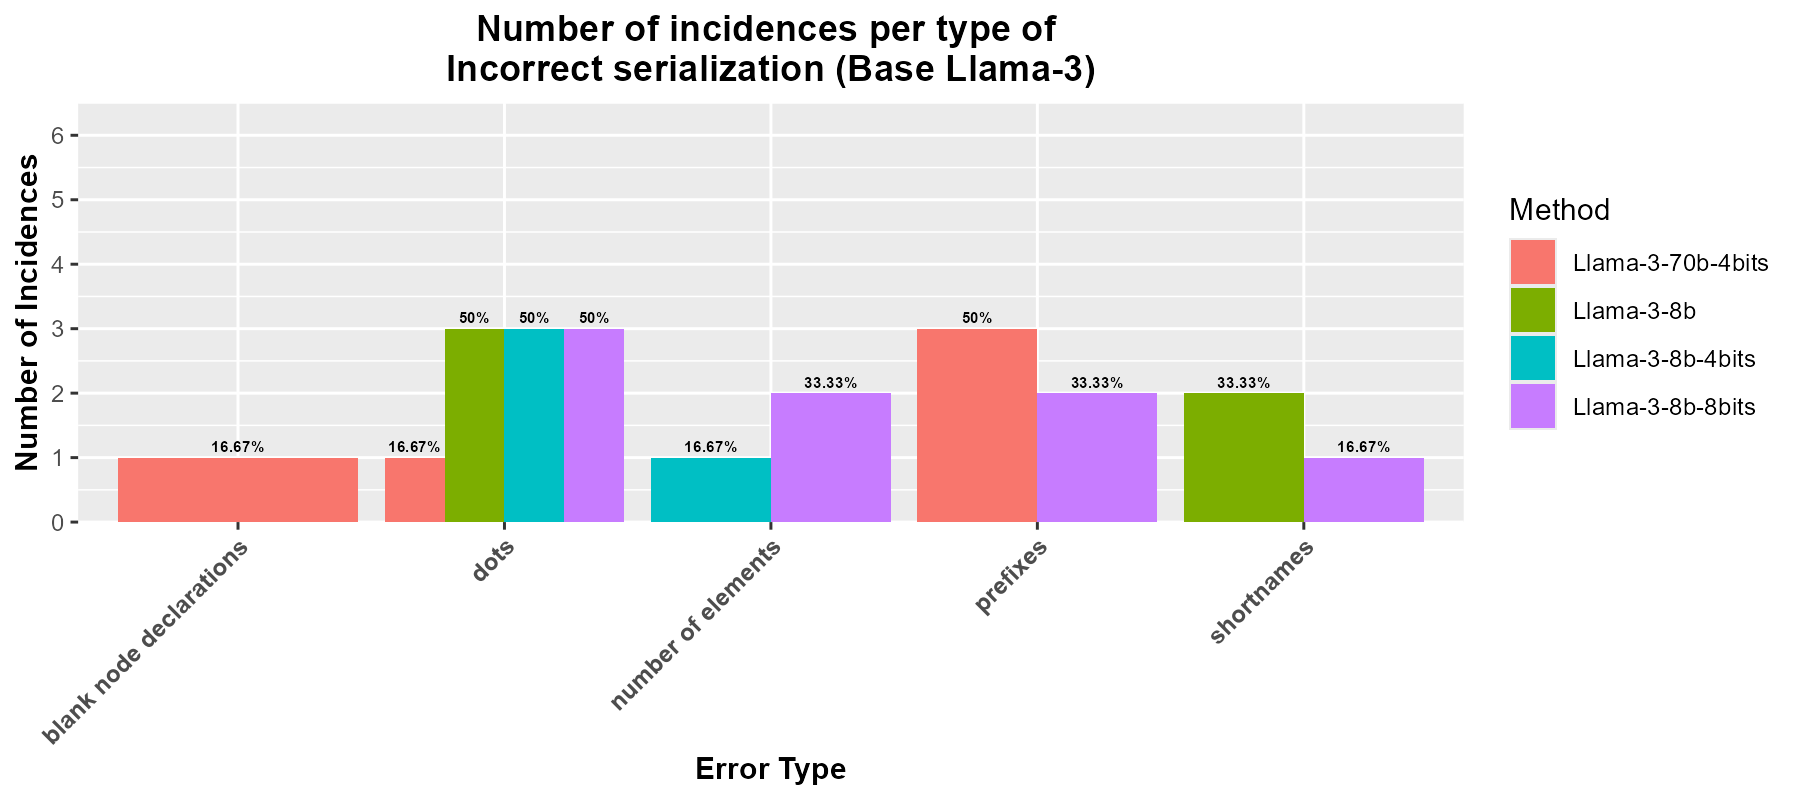 Number of incidences per type of
Incorrect serialization (Base Llama-3)
Number of Incidences
6
5
4
3
2
1
0
16.67%
16.67%
50%
50%
50%
16.67%
33.33%
50%
33.33%
33.33%
16.67%
blank node declarations
dots
number of elements
prefixes
shortnames
Error Type
Method
Llama-3-70b-4bits
Llama-3-8b
Llama-3-8b-4bits
Llama-3-8b-8bits